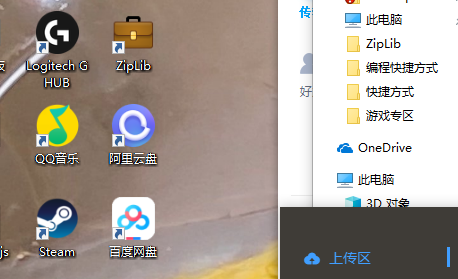 Logitech G
HUB
ZipLib
QQ音乐
阿里云盘
js
Steam
百度网盘
传
好
此电脑
ZipLib
编程快捷方式
快捷方式
游戏专区
OneDrive
此电脑
3D 对象
上传区